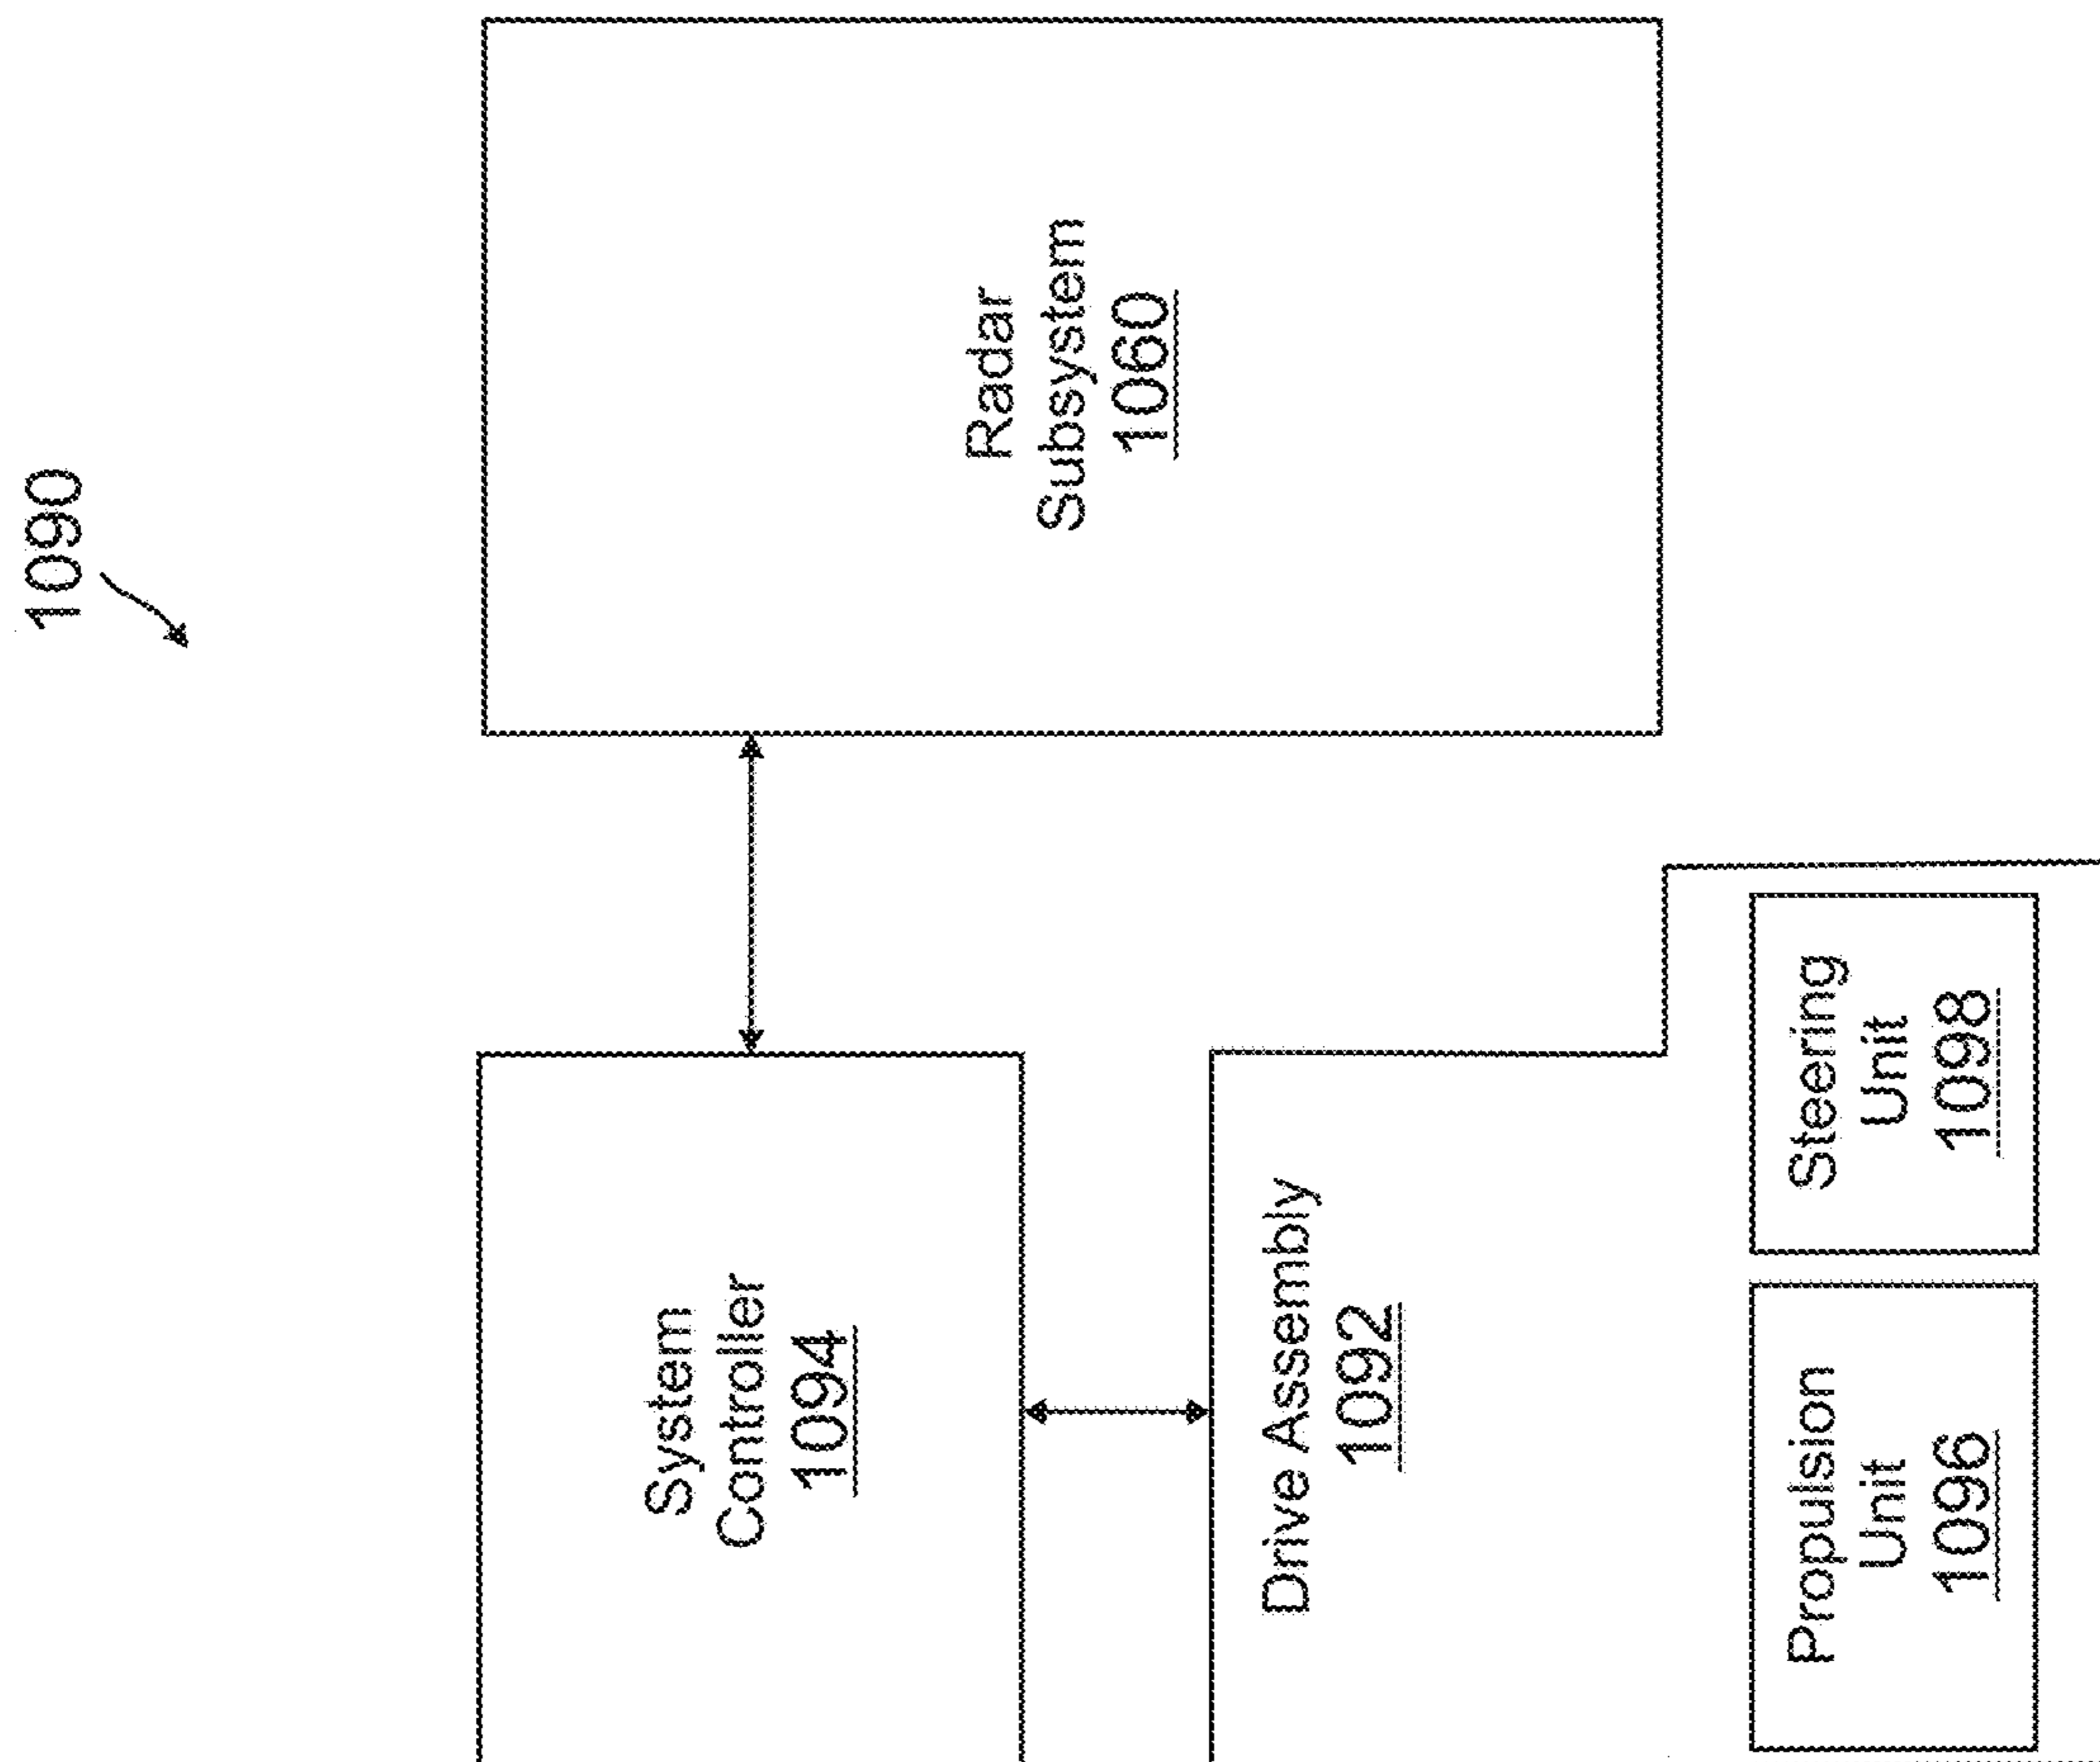 1090
System
Controller
1094
Radar
Subsystem
1060
Drive Assembly
1092
Propulsion
Unit
1096
Steering
Unit
1098